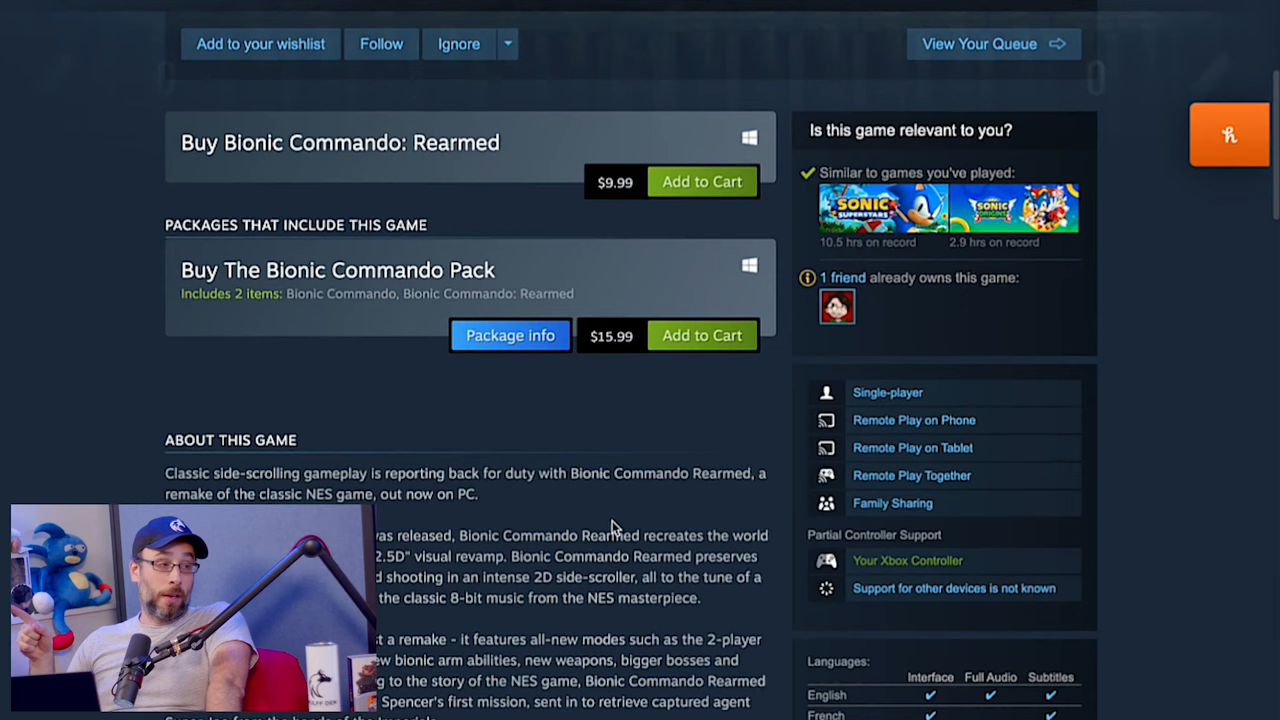 Add to your wishlist
Follow
Ignore
View Your Queue
Buy Bionic Commando: Rearmed
$9.99
Add to Cart
PACKAGES THAT INCLUDE THIS GAME
Buy The Bionic Commando Pack
Includes 2 items: Bionic Commando, Bionic Commando: Rearmed
Package info
$15.99
Add to Cart
ABOUT THIS GAME
Classic side-scrolling gameplay is reporting back for duty with Bionic Commando Rearmed, a
remake of the classic NES game, out now on PC.
was released, Bionic Commando Rearmed recreates the world
2.5D" visual revamp. Bionic Commando Rearmed preserves
shooting in an intense 2D side-scroller, all to the tune of a
the classic 8-bit music from the NES masterpiece.
a remake - it features all-new modes such as the 2-player
bionic arm abilities, new weapons, bigger bosses and
to the story of the NES game, Bionic Commando Rearmed
Spencer's first mission, sent in to retrieve captured agent
Is this game relevant to you?
Similar to games you've played:
SONIC
SUPERSTARS
SONIC
ORIGINS
10.5 hrs on record
2.9 hrs on record
1 friend already owns this game:
Single-player
Remote Play on Phone
Remote Play on Tablet
Remote Play Together
Family Sharing
Partial Controller Support
Your Xbox Controller
Support for other devices is not known
Languages:
Interface
Full Audio
Subtitles
English
French
h